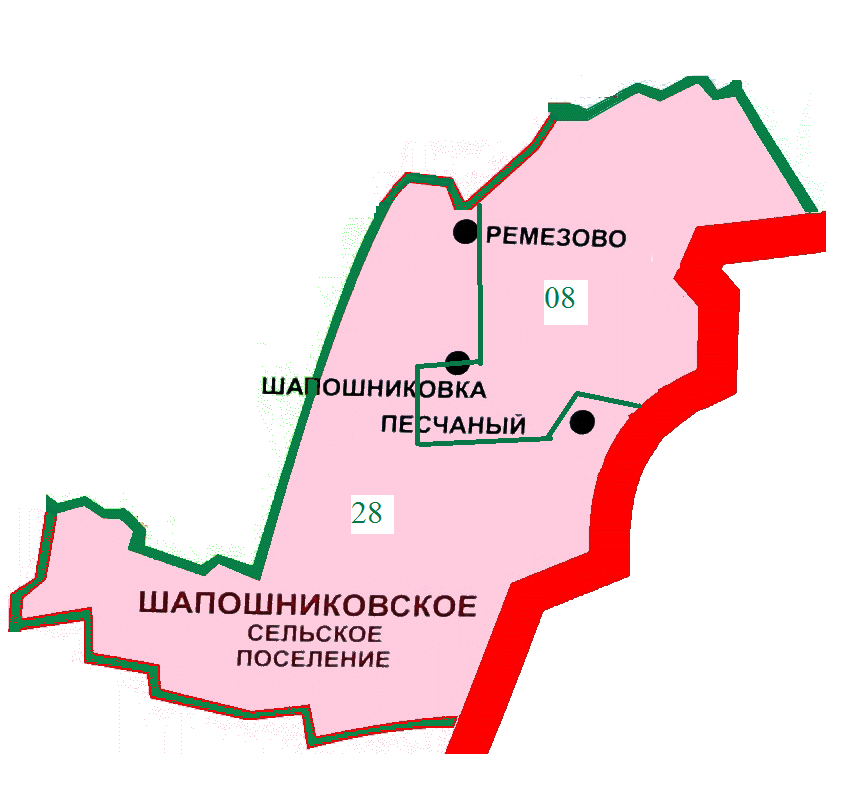 РЕМЕЗОВО
08
ШАПОШНИКОВКА
ПЕСЧАНЫЙ
28
ШАПОШНИКОВСКОЕ
СЕЛЬСКОЕ
ПОСЕЛЕНИЕ